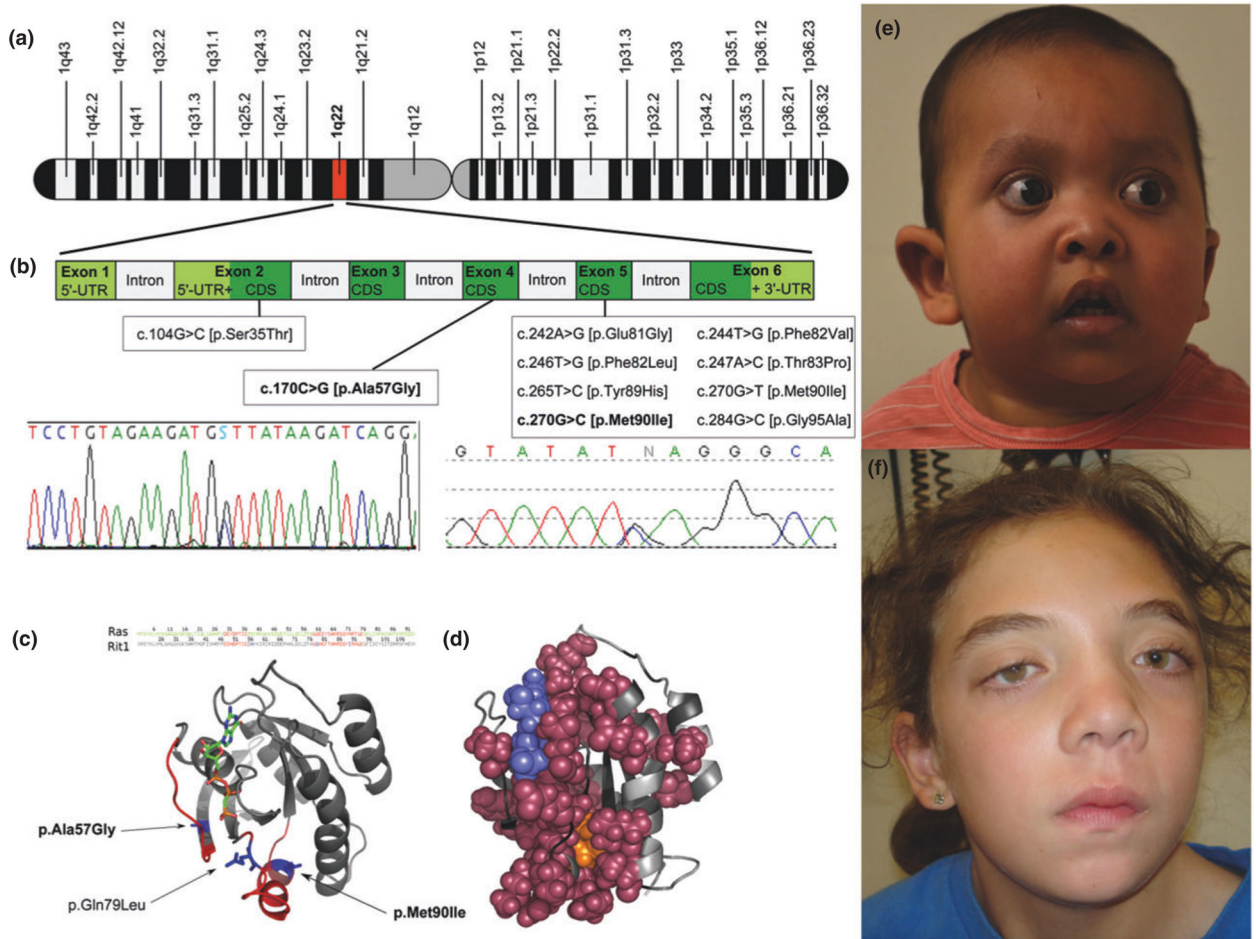 (a)
1q43
1q42.2
1q42.12
1q41
1q32.2
1q31.3
1q31.1
1q25.2
1q24.3
1q24.1
1q23.2
1q22
1q21.2
1q12
1p12
1p13.2
1p21.1
1p21.3
1p22.2
1p31.1
1p31.3
1p32.2
1p33
1p34.2
1p35.1
1p35.3
1p36.12
1p36.21
1p36.23
1p36.32
(b)
Exon 1 Intron Exon 2 Intron Exon 3 Intron Exon 4 Intron Exon 5 Intron Exon 6
5'-UTR 5'-UTR+ CDS CDS CDS CDS CDS + 3'-UTR
c.104G>C [p.Ser35Thr]
c.170C>G [p.Ala57Gly]
c.242A>G [p.Glu81Gly] c.244T>G [p.Phe82Val]
c.246T>G [p.Phe82Leu] c.247A>C [p.Thr83Pro]
c.265T>C [p.Tyr89His] c.270G>T [p.Met90Ile]
c.270G>C [p.Met90Ile] c.284G>C [p.Gly95Ala]
TCCTGTAGAAGATGSTTATAAGATCAGG
G T A T A T N A G G G C A
(c)
Ras
Rit1
p.Ala57Gly
p.Gln79Leu
p.Met90Ile
(d)
(e)
(f)